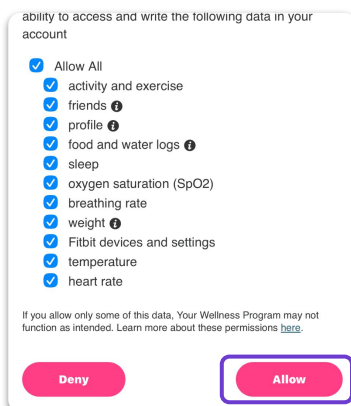 ability to access and write the following data in your
account
Allow All
activity and exercise
friends
profile
food and water logs
sleep
oxygen saturation (SpO2)
breathing rate
weight
Fitbit devices and settings
temperature
heart rate
If you allow only some of this data, Your Wellness Program may not
function as intended. Learn more about these permissions here.
Deny
Allow